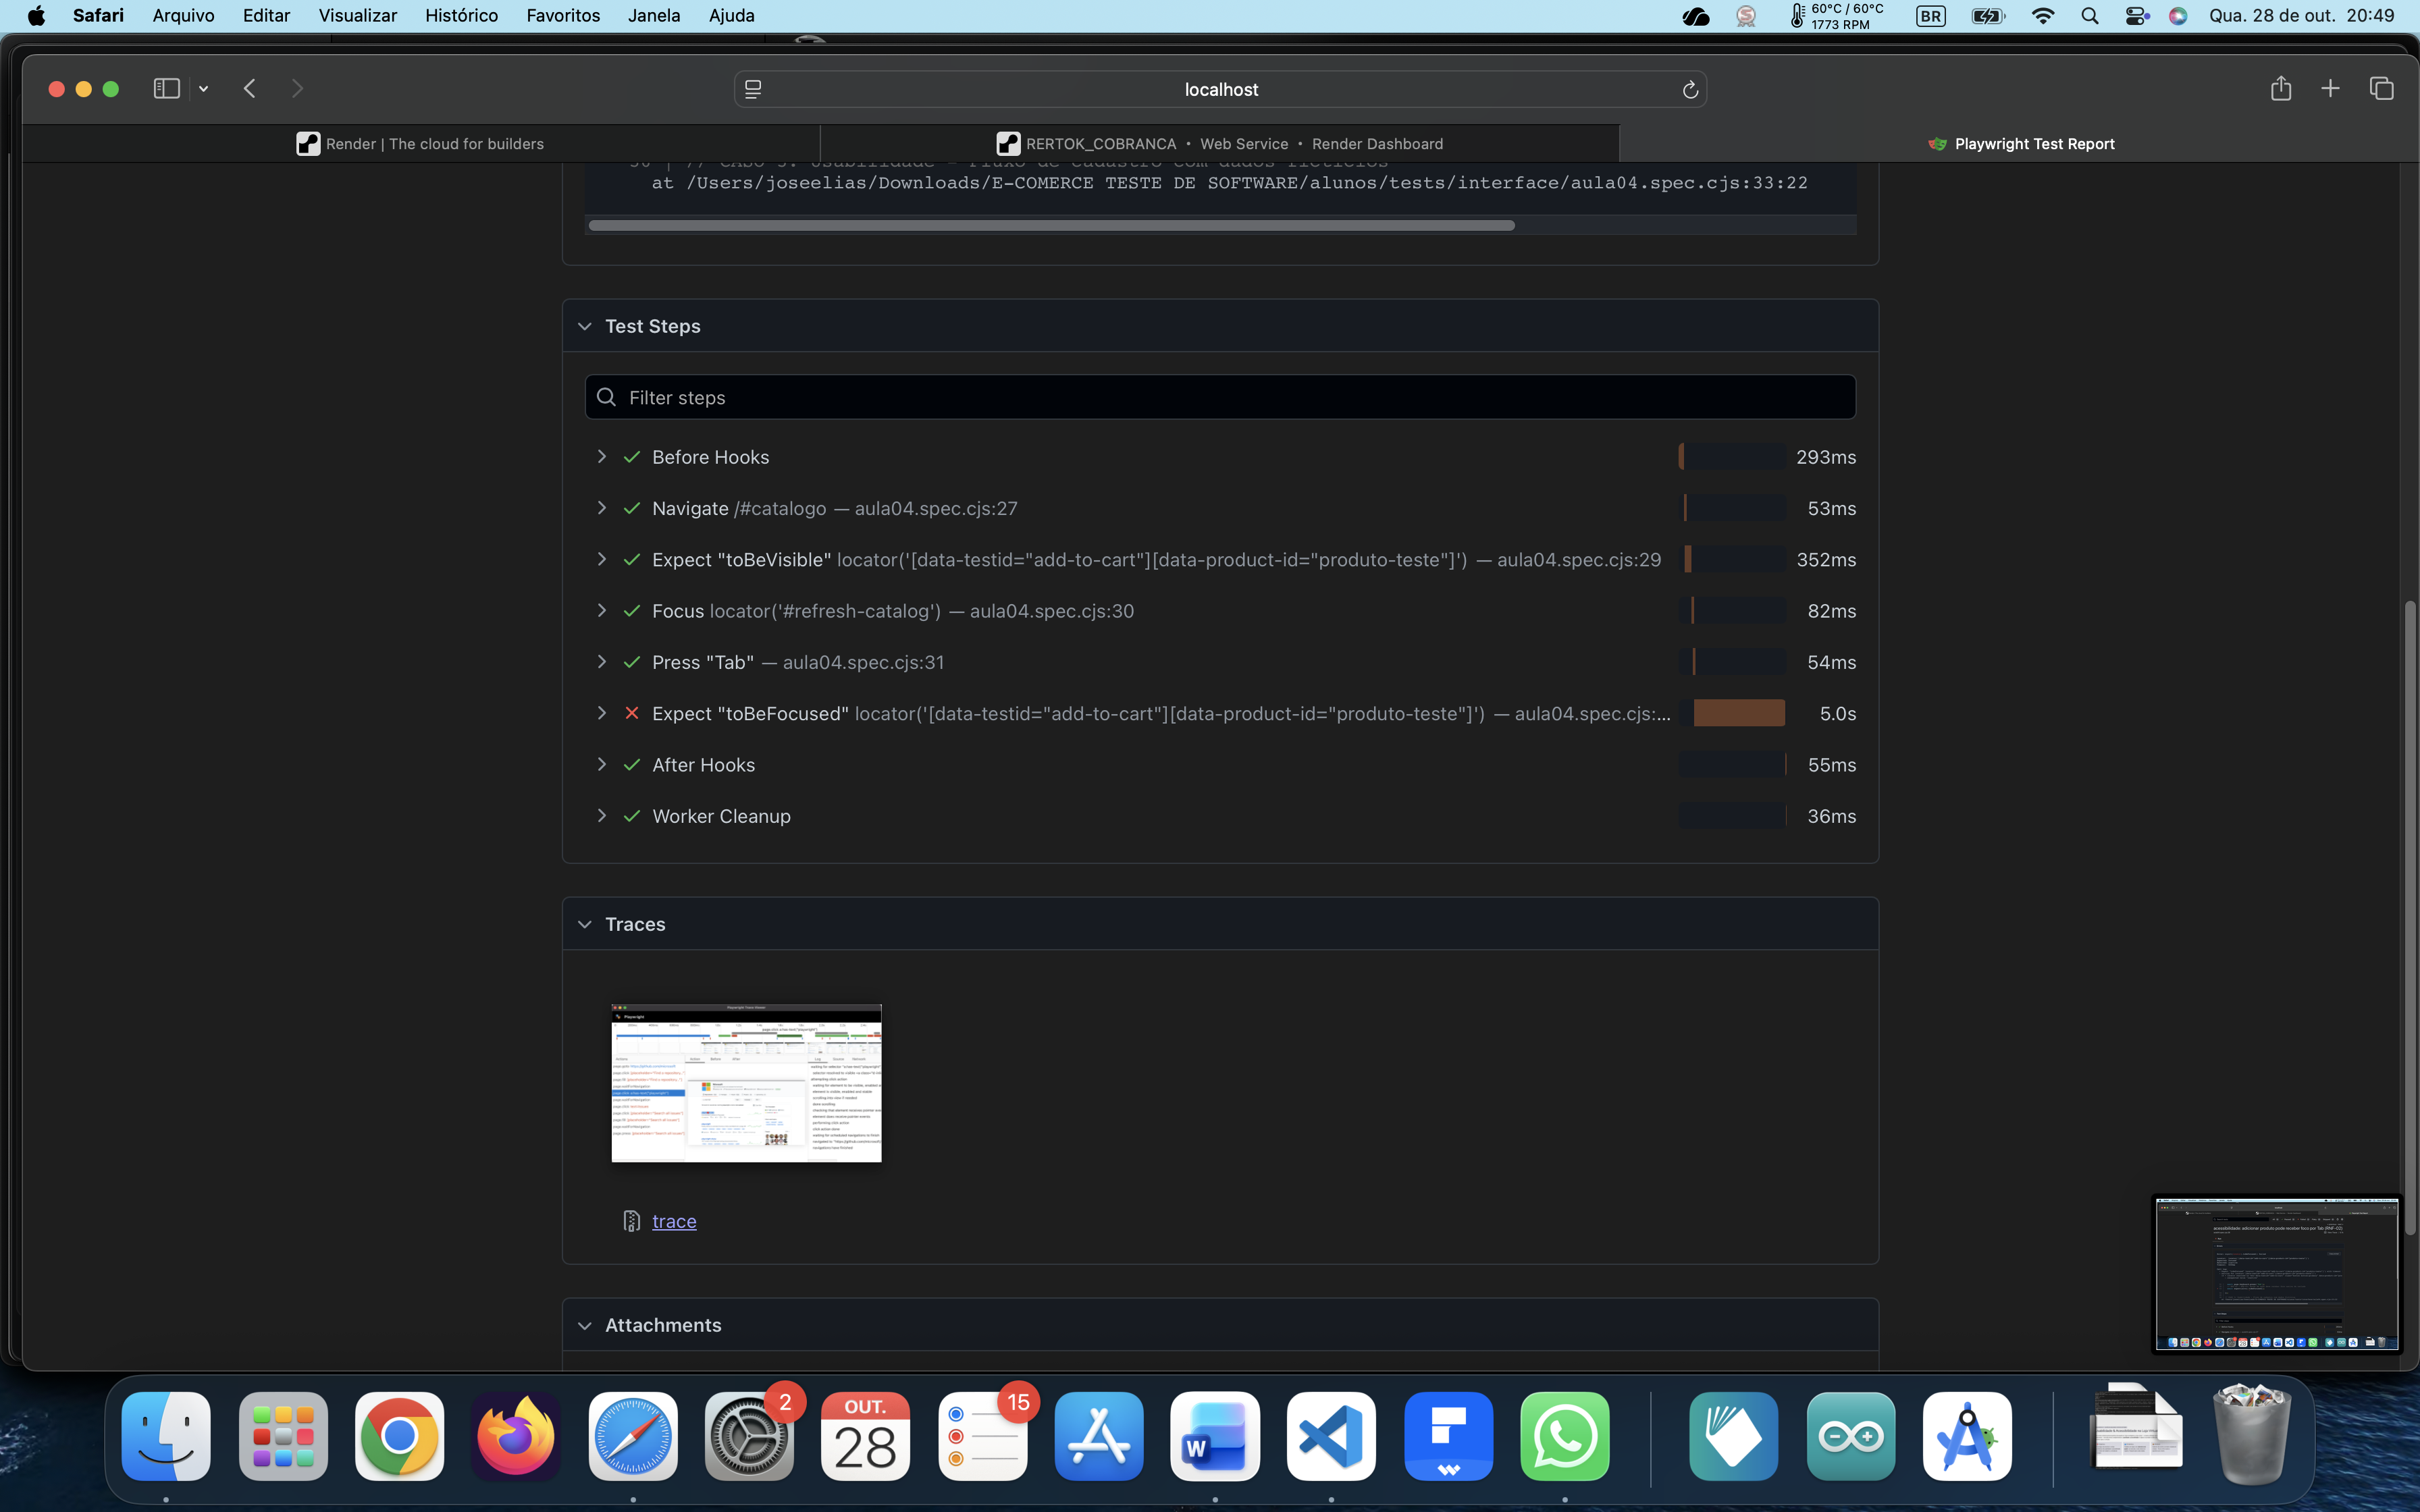 Safari Arquivo Editar Visualizar Histórico Favoritos Janela Ajuda
60°C / 60°C
1773 RPM
BR
Qua. 28 de out. 20:49
localhost
Render | The cloud for builders
RERTOK_COBRANCA • Web Service • Render Dashboard
Playwright Test Report
at /Users/joseelias/Downloads/E-COMERCE TESTE DE SOFTWARE/alunos/tests/interface/aula04.spec.cjs:33:22
Test Steps
Filter steps
Before Hooks 293ms
Navigate /#catalogo — aula04.spec.cjs:27 53ms
Expect "toBeVisible" locator('[data-testid="add-to-cart"][data-product-id="produto-teste"]') — aula04.spec.cjs:29 352ms
Focus locator('#refresh-catalog') — aula04.spec.cjs:30 82ms
Press "Tab" — aula04.spec.cjs:31 54ms
Expect "toBeFocused" locator('[data-testid="add-to-cart"][data-product-id="produto-teste"]') — aula04.spec.cjs:... 5.0s
After Hooks 55ms
Worker Cleanup 36ms
Traces
trace
Attachments
2
OUT.
28
15
W